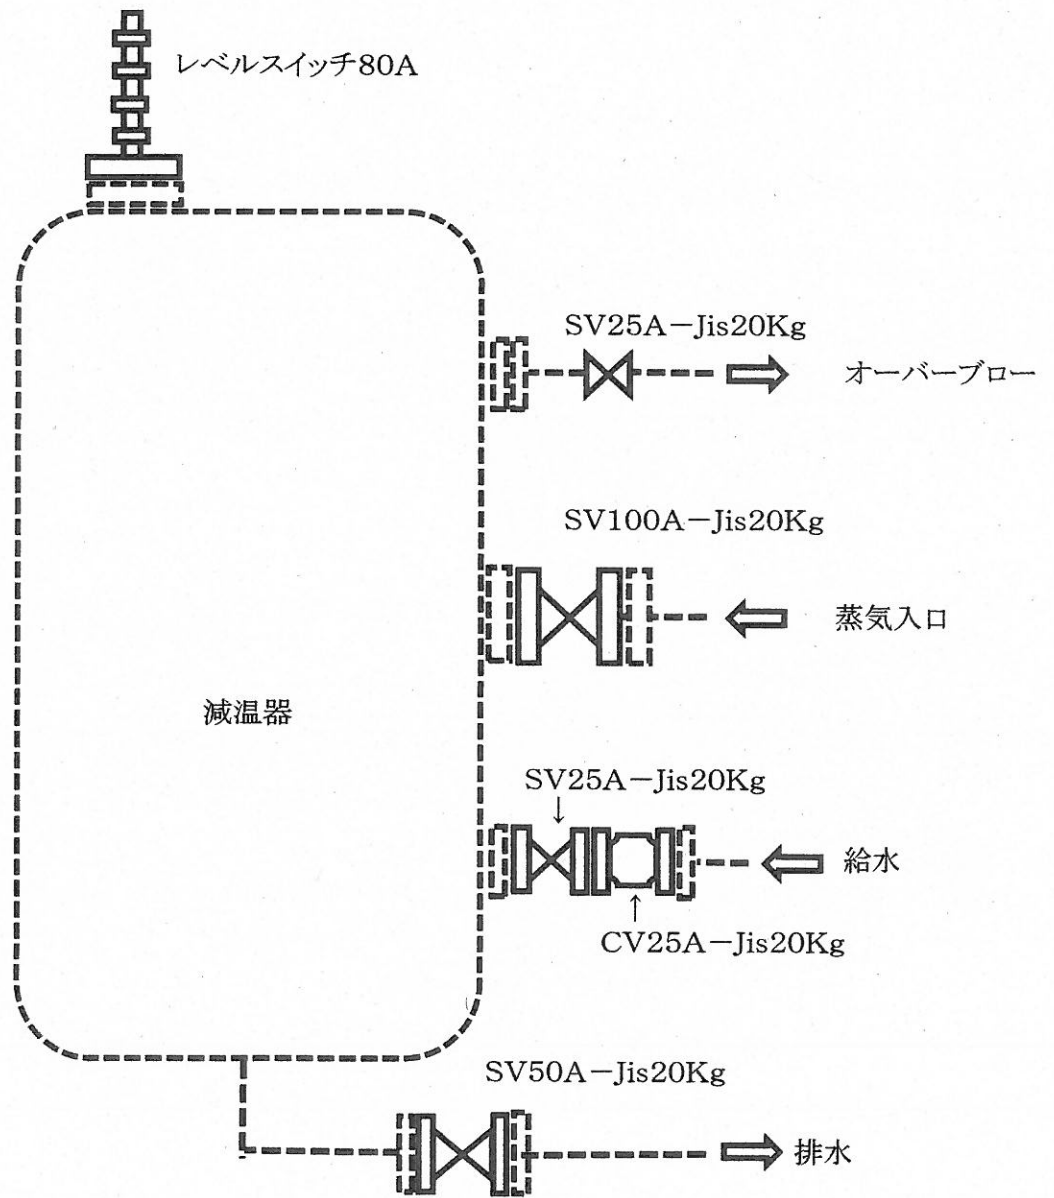 レベルスイッチ80A
SV25A－Jis20Kg
オーバーブロー
SV100A－Jis20Kg
蒸気入口
減温器
SV25A－Jis20Kg
↓
給水
↑
CV25A－Jis20Kg
SV50A－Jis20Kg
排水